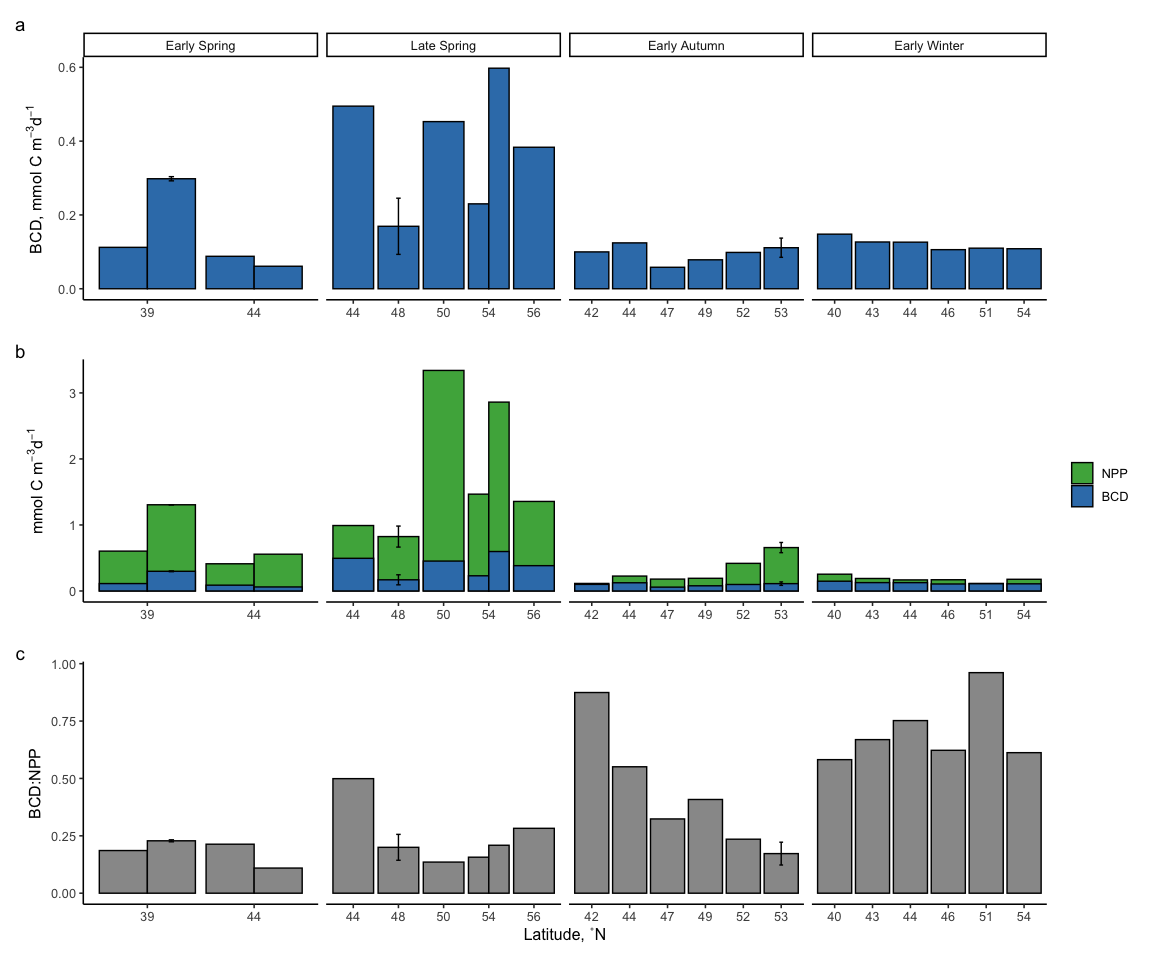 a
Early Spring Late Spring Early Autumn Early Winter
BCD, mmol C m⁻³d⁻¹
0.6
0.4
0.2
0.0
39 44 44 48 50 54 56 42 44 47 49 52 53 40 43 44 46 51 54
b
mmol C m⁻³d⁻¹
3
2
1
0
39 44 44 48 50 54 56 42 44 47 49 52 53 40 43 44 46 51 54
NPP
BCD
c
BCD:NPP
1.00
0.75
0.50
0.25
0.00
39 44 44 48 50 54 56 42 44 47 49 52 53 40 43 44 46 51 54
Latitude, °N